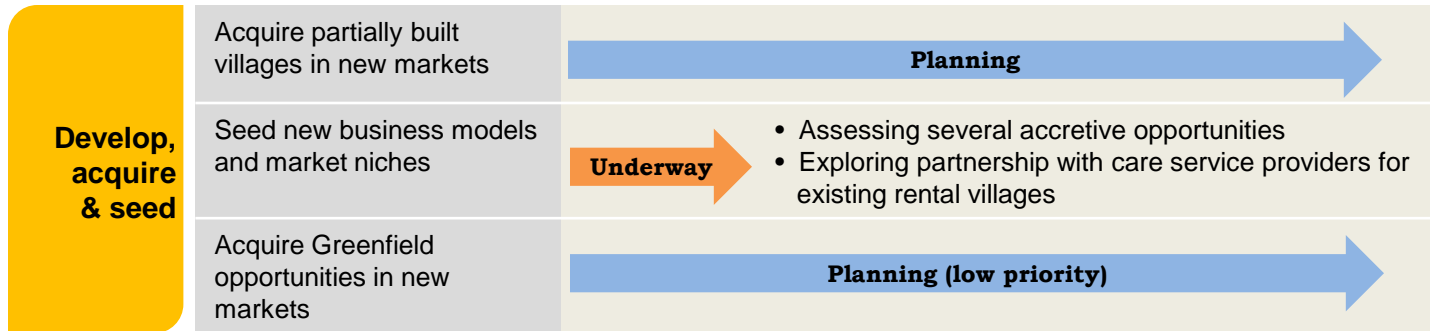 Develop,
acquire
& seed
Acquire partially built
villages in new markets
Planning
Seed new business models
and market niches
Underway
• Assessing several accretive opportunities
• Exploring partnership with care service providers for
existing rental villages
Acquire Greenfield
opportunities in new
markets
Planning (low priority)